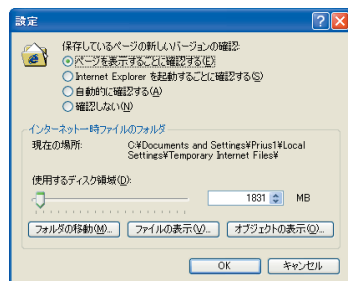 設定
保存しているページの新しいバージョンの確認:
ページを表示するごとに確認する(E)
Internet Explorer を起動するごとに確認する(S)
自動的に確認する(A)
確認しない(N)
インターネット一時ファイルのフォルダ
現在の場所: C:¥Documents and Settings¥Prius1¥Local
Settings¥Temporary Internet Files¥
使用するディスク領域(D):
1831 MB
フォルダの移動(M)... ファイルの表示(V)... オブジェクトの表示(O)...
OK キャンセル